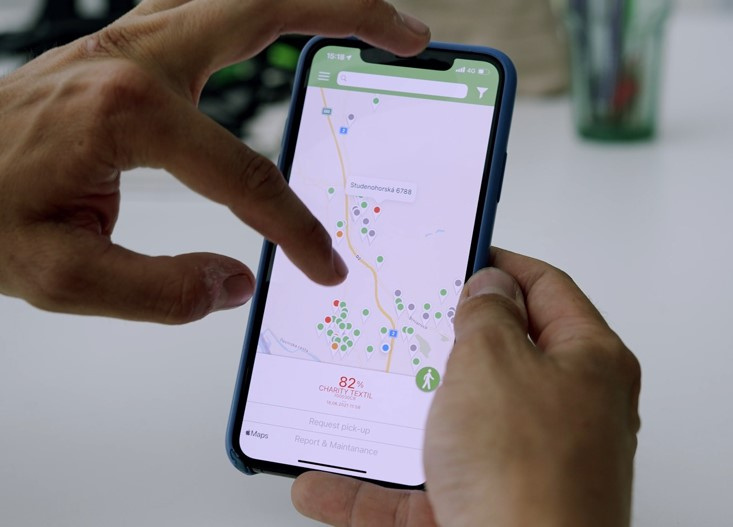 15:18
4G
Studenohorská 6788
82%
CHARITY TEXTIL
Request pick-up
Maps
Report & Maintanance